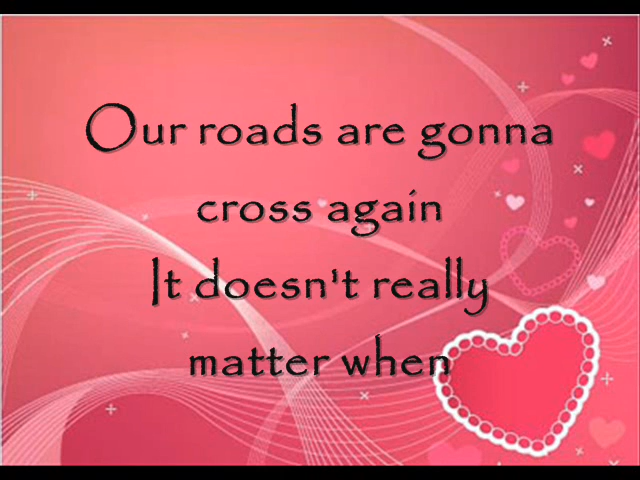 Our roads are gonna
cross again
It doesn't really
matter when